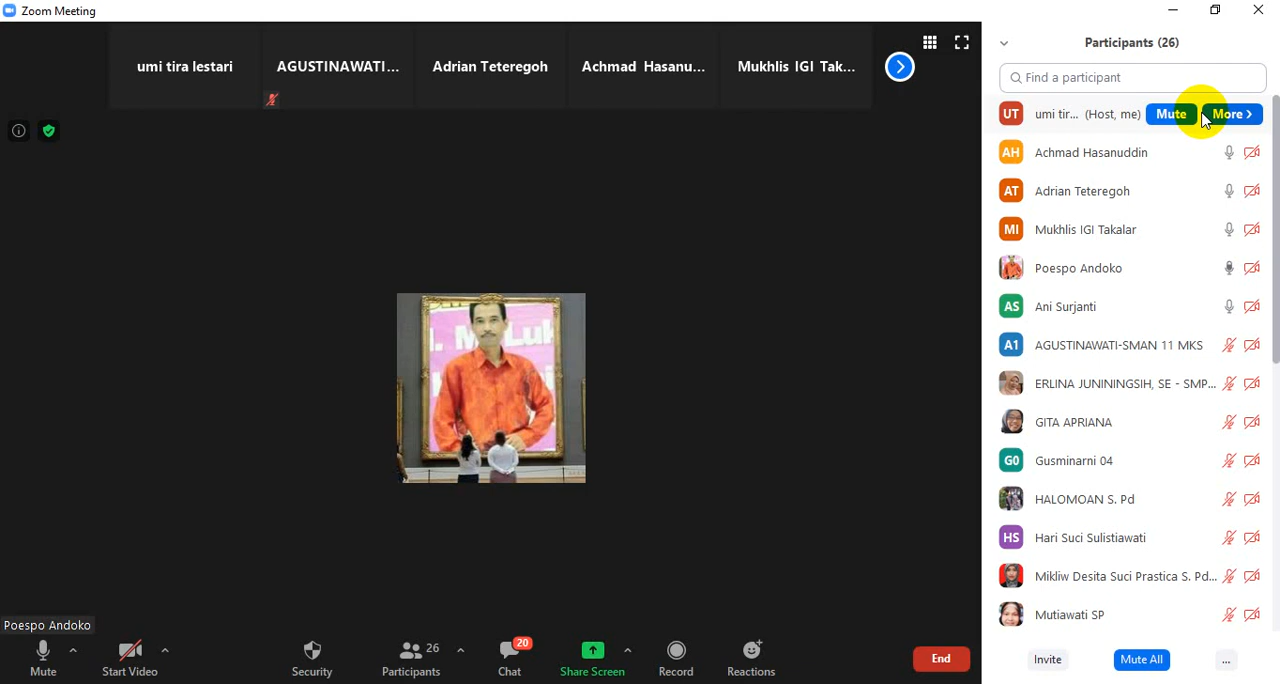 Zoom Meeting
umi tira lestari
AGUSTINAWATI...
Adrian Teteregoh
Achmad Hasanu...
Mukhlis IGI Tak...
Participants (26)
Find a participant
UT umi tir... (Host, me) Mute More >
AH Achmad Hasanuddin
AT Adrian Teteregoh
MI Mukhlis IGI Takalar
Poespo Andoko
AS Ani Surjanti
A1 AGUSTINAWATI-SMAN 11 MKS
ERLINA JUNININGSIH, SE - SMP...
GITA APRIANA
G0 Gusminarni 04
HALOMOAN S. Pd
HS Hari Suci Sulistiawati
Mikliw Desita Suci Prastica S. Pd...
Mutiawati SP
Poespo Andoko
Mute
Start Video
Security
26
Participants
20
Chat
Share Screen
Record
Reactions
End
Invite
Mute All
...